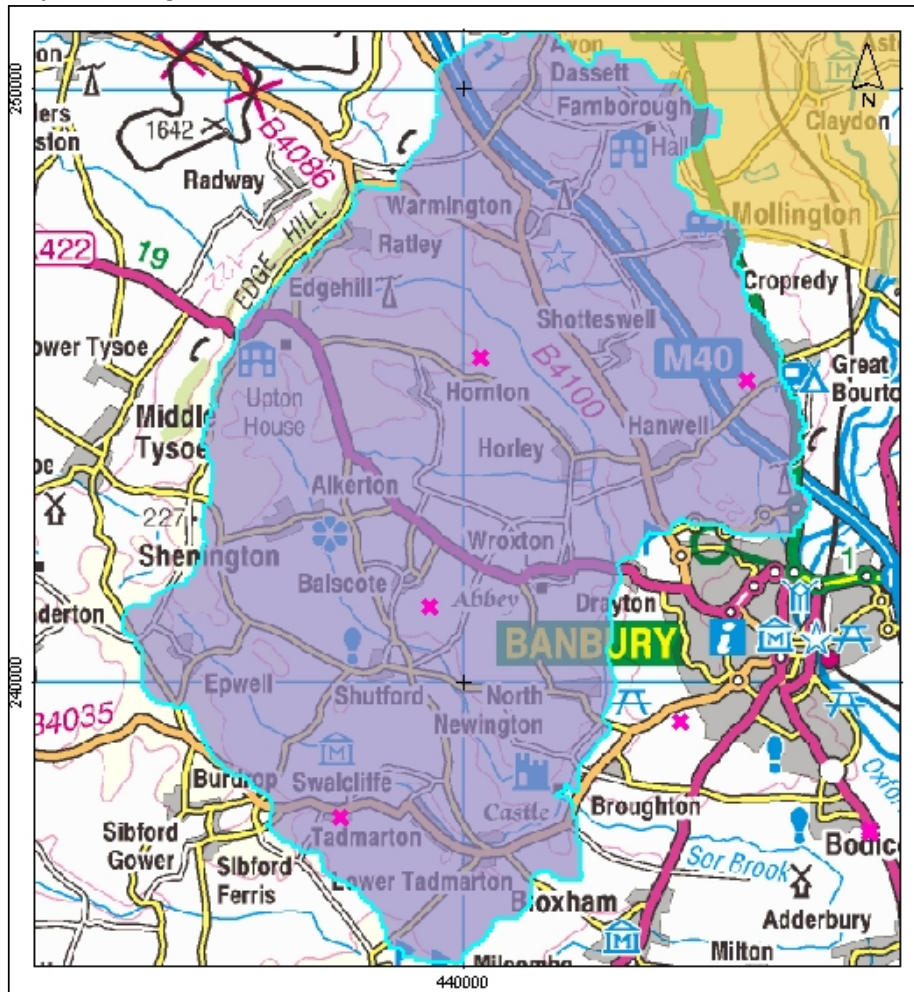 Avon
Dassett
Farnborough
Hall
Claydon
1642
B4086
Radway
Warmington
Ratley
Mollington
N
250000
422
19
EDGE HILL
Edgehill
Cropredy
Shotteswell
B4100
M40
Great
Bourto
ower Tysoe
Upton
House
Hornton
Middle
Tysoe
Hanwell
Horley
Alkerton
227
Shenington
Wroxton
1
Balscote
Abbey
Drayton
derton
BANBURY
i
240000
Epwell
Shutford
North
Newington
B4035
Burdrop
Swalcliffe
Castle
Broughton
Sibford
Gower
Tadmarton
Sibford
Ferris
Lower Tadmarton
Bloxham
Sor Brook
Bodic
Adderbury
Milton
Milcombe
440000